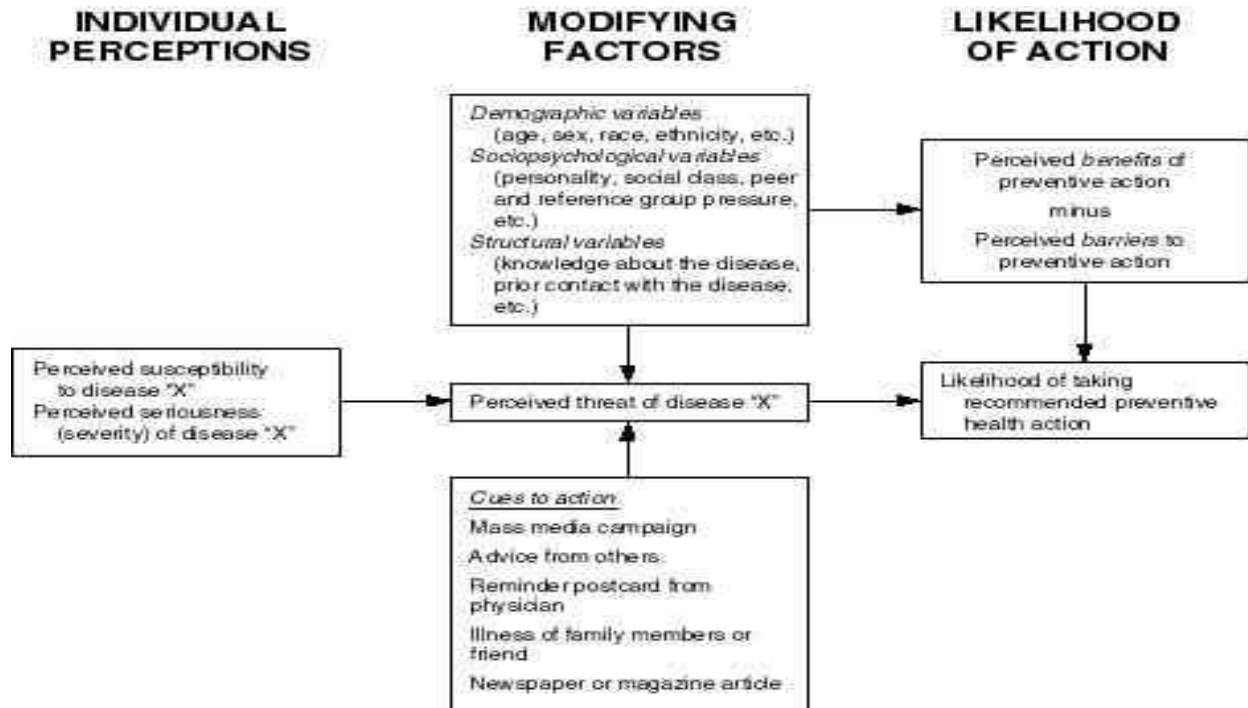 INDIVIDUAL
PERCEPTIONS
MODIFYING
FACTORS
LIKELIHOOD
OF ACTION
Demographic variables
(age, sex, race, ethnicity, etc.)
Sociopsychological variables
(personality, social class, peer
and reference group pressure,
etc.)
Structural variables
(knowledge about the disease,
prior contact with the disease,
etc.)
Perceived benefits of
preventive action
minus
Perceived barriers to
preventive action
Perceived susceptibility
to disease "X"
Perceived seriousness
(severity) of disease "X"
Perceived threat of disease "X"
Likelihood of taking
recommended preventive
health action
Cues to action
Mass media campaign
Advice from others
Reminder postcard from
physician
Illness of family members or
friend
Newspaper or magazine article